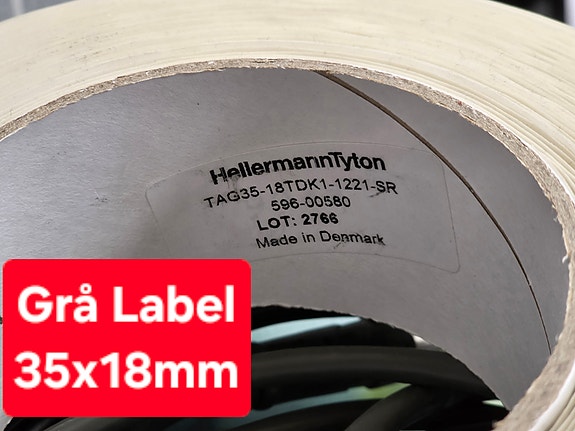 HellermannTyton
TAG35-18TDK1-1221-SR
596-00580
LOT: 2766
Made in Denmark
Grå Label
35x18mm